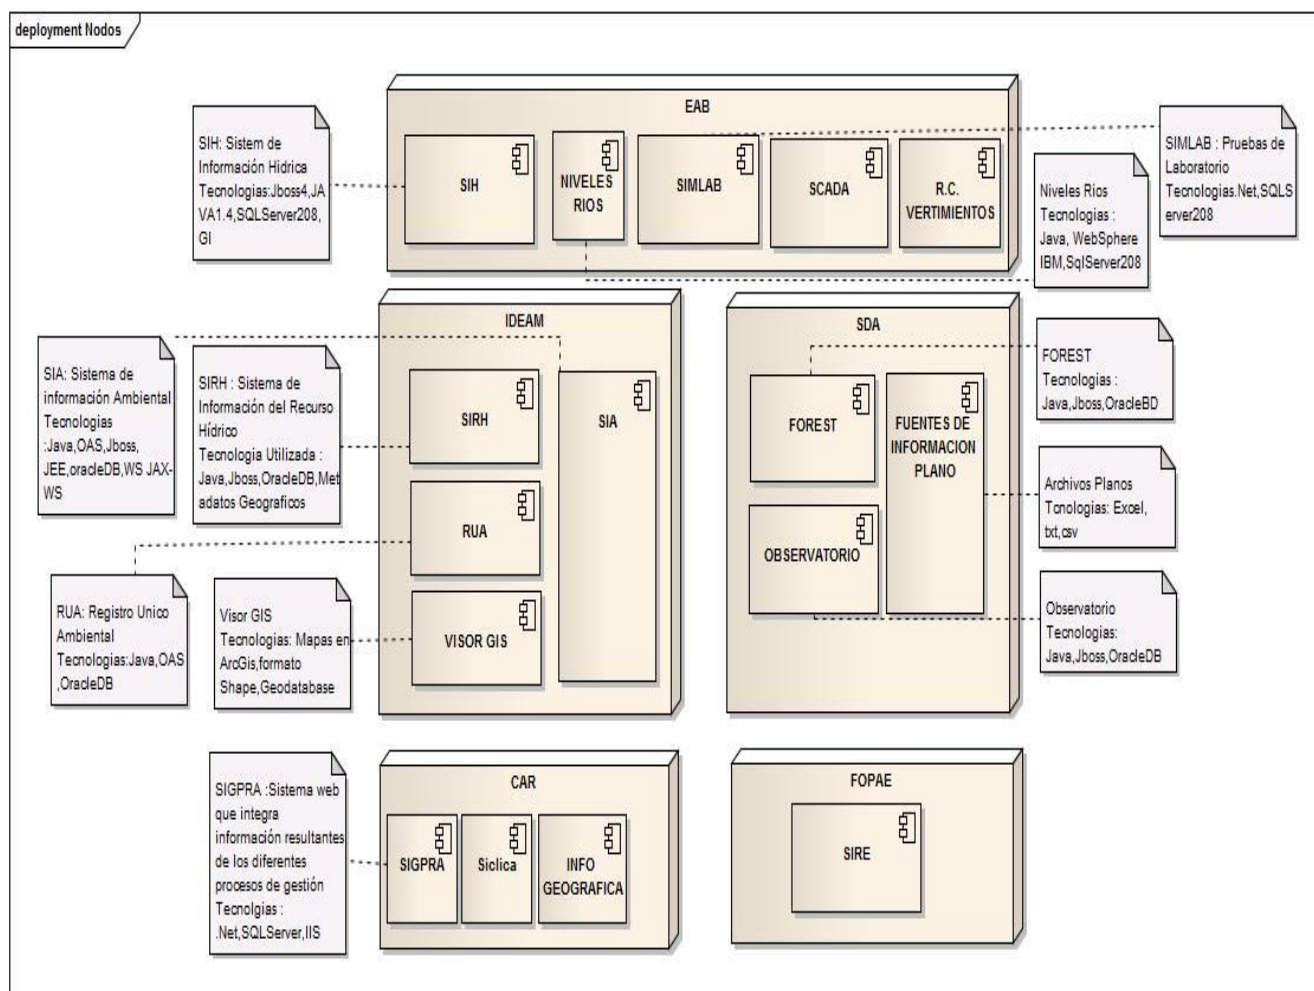 deployment Nodos
EAB
SIH: Sistem de
Información Hidrica
Tecnologias:Jboss4,JA
VA1.4,SQLServer208,
GI
SIH
NIVELES
RIOS
SIMLAB
SCADA
R.C.
VERTIMIENTOS
SIMLAB : Pruebas de
Laboratorio
Tecnologias.Net,SQLS
erver208
Niveles Rios
Tecnologias :
Java, WebSphere
IBM,SqlServer208
IDEAM
SIA: Sistema de
información Ambiental
Tecnologias
:Java,OAS,Jboss,
JEE,oracleDB,WS JAX-
WS
SIRH : Sistema de
Información del Recurso
Hídrico
Tecnologia Utilizada :
Java,Jboss,OracleDB,Met
adatos Geograficos
SIRH
SIA
RUA
VISOR GIS
RUA: Registro Unico
Ambiental
Tecnologias:Java,OAS
,OracleDB
Visor GIS
Tecnologias: Mapas en
ArcGis,formato
Shape,Geodatabase
SDA
FOREST
FUENTES DE
INFORMACION
PLANO
OBSERVATORIO
FOREST
Tecnologias :
Java,Jboss,OracleBD
Archivos Planos
Tcnologias: Excel,
txt,csv
Observatorio
Tecnologias:
Java,Jboss,OracleDB
CAR
SIGPRA :Sistema web
que integra
información resultantes
de los diferentes
procesos de gestión
Tecnolgias :
.Net,SQLServer,IIS
SIGPRA
Siclica
INFO
GEOGRAFICA
FOPAE
SIRE